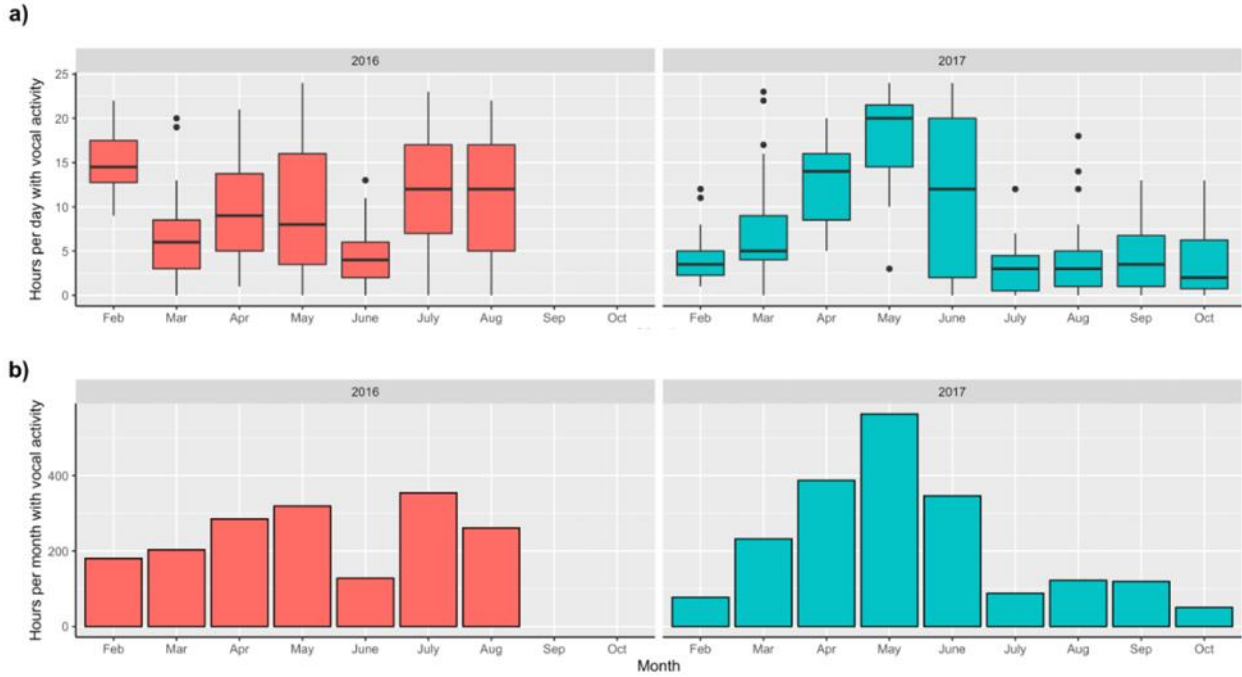 a)
2016 2017
Hours per day with vocal activity
25
20
15
10
5
0
Feb Mar Apr May June July Aug Sep Oct Feb Mar Apr May June July Aug Sep Oct
b)
2016 2017
Hours per month with vocal activity
400
200
0
Feb Mar Apr May June July Aug Sep Oct Feb Mar Apr May June July Aug Sep Oct
Month